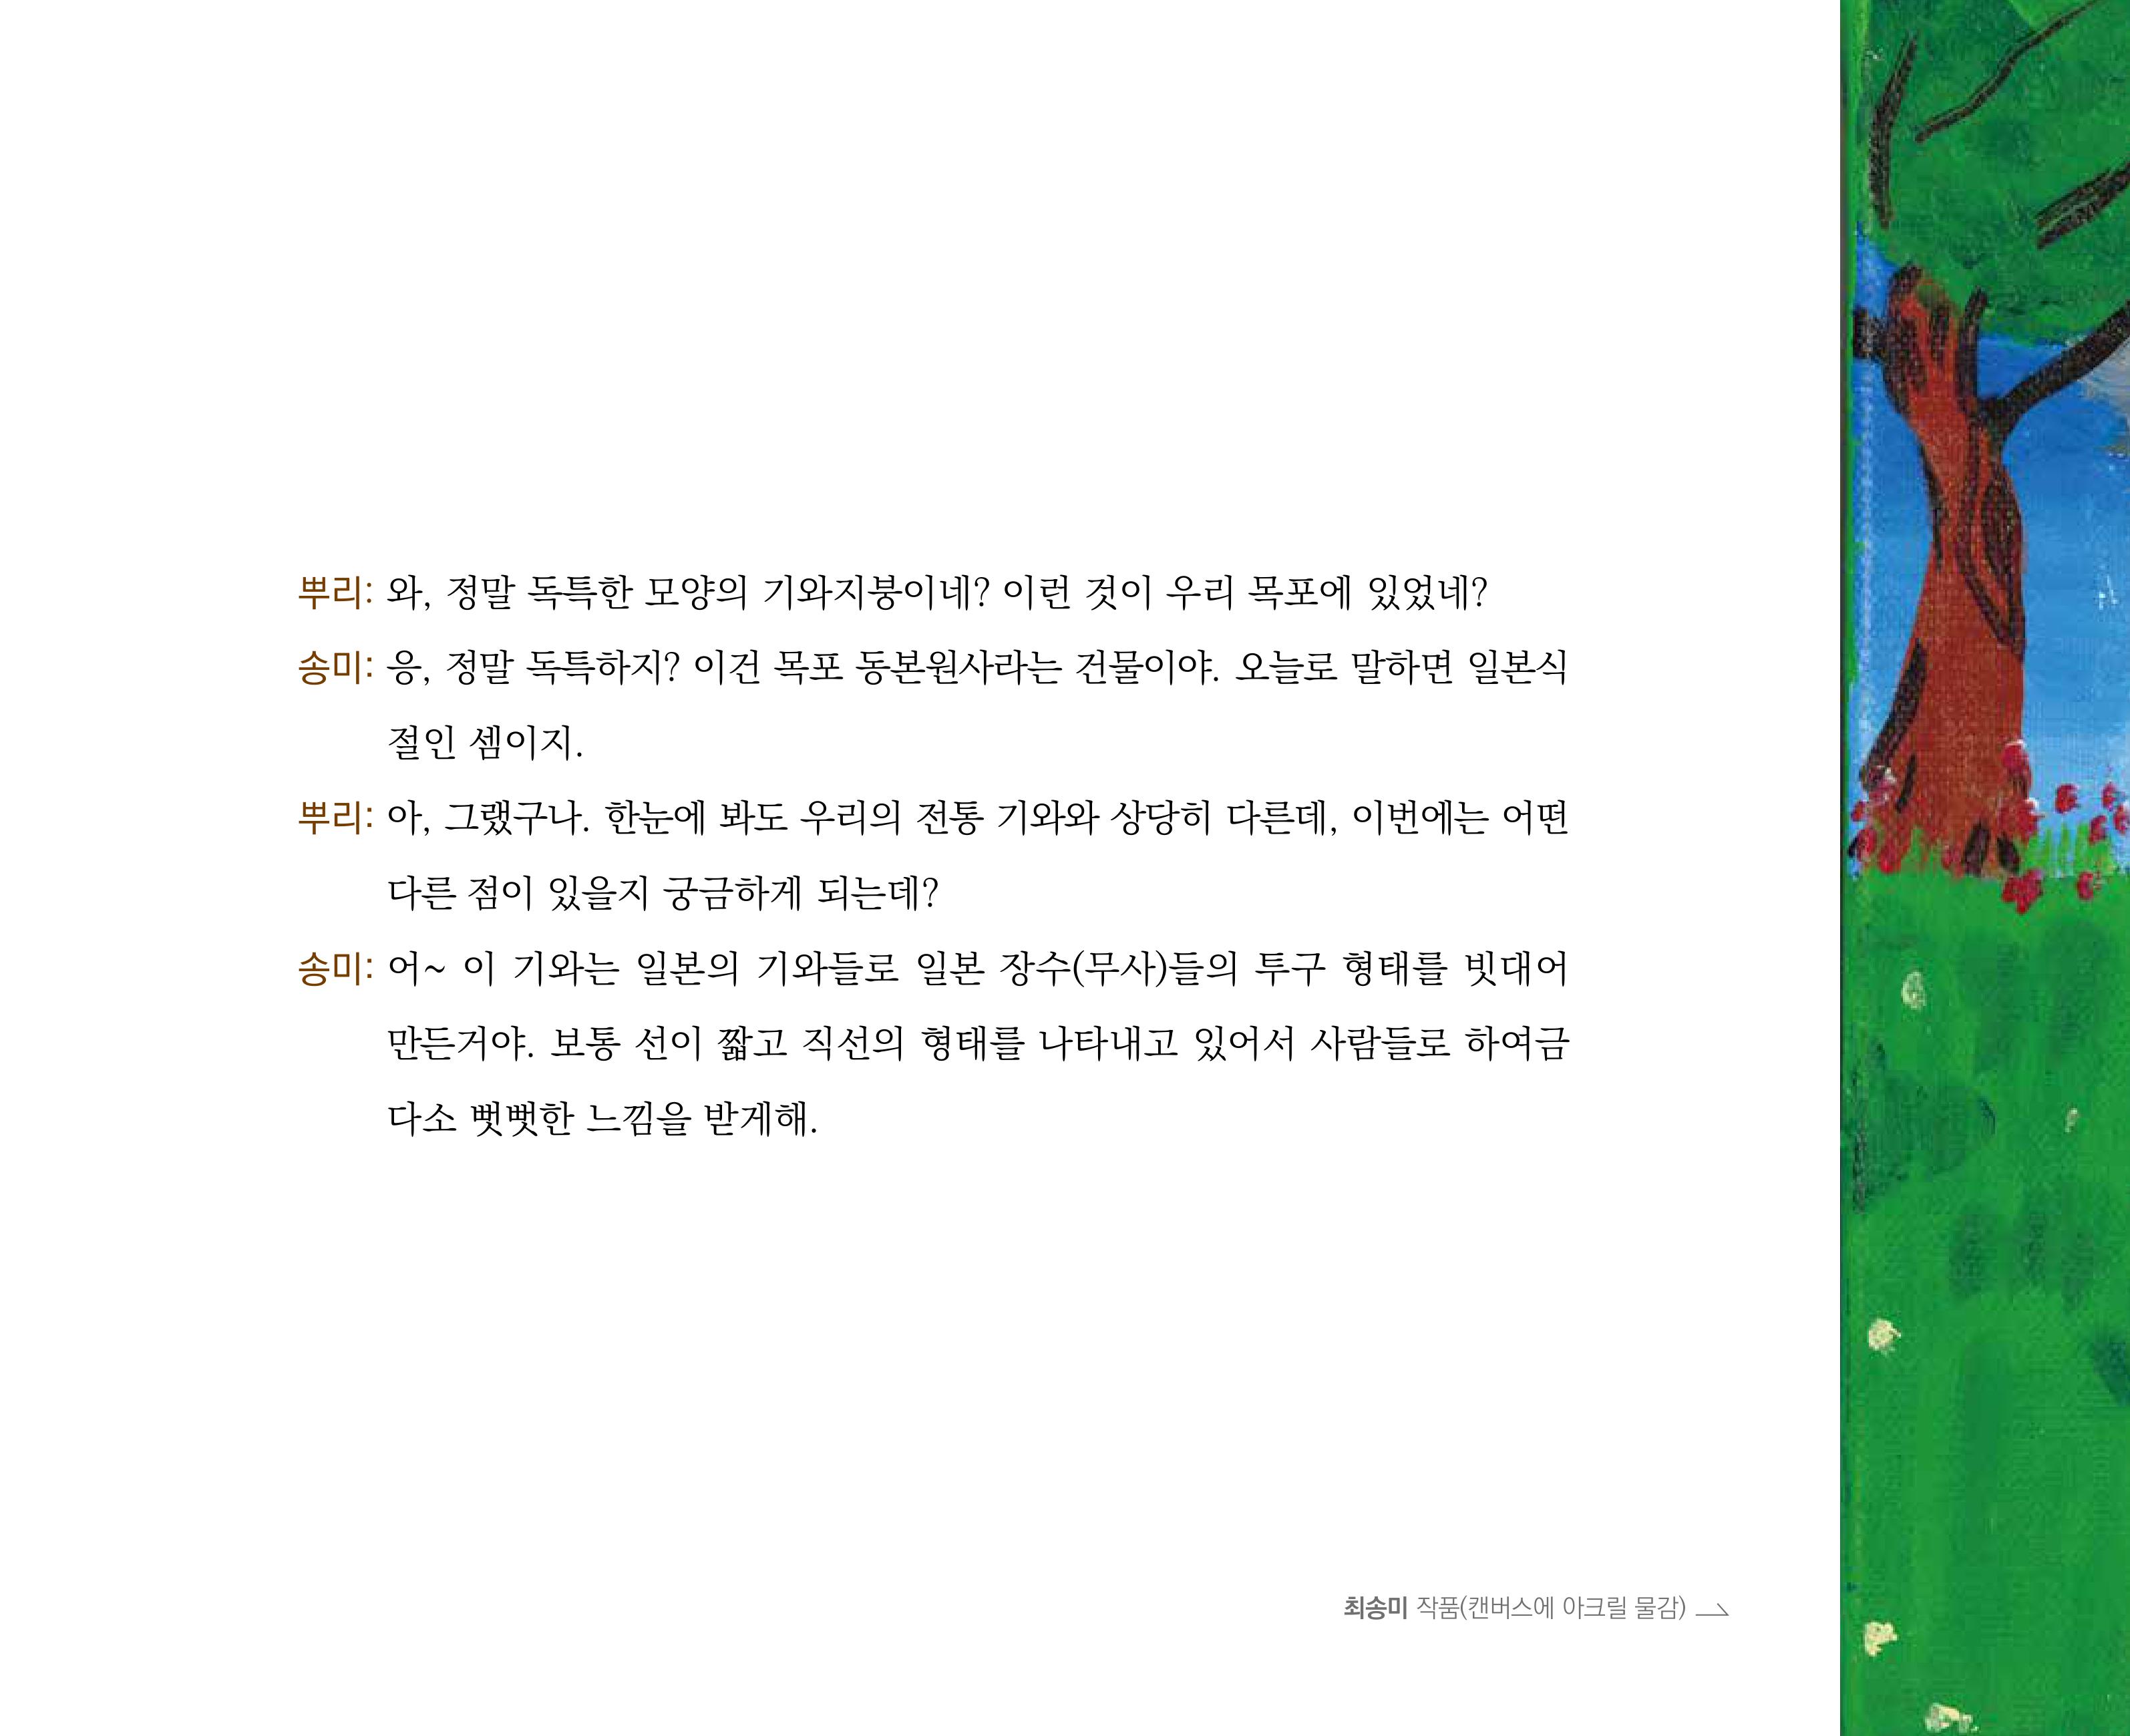 뿌리: 와, 정말 독특한 모양의 기와지붕이네? 이런 것이 우리 목포에 있었네?
송미: 응, 정말 독특하지? 이건 목포 동본원사라는 건물이야. 오늘로 말하면 일본식
절인 셈이지.
뿌리: 아, 그랬구나. 한눈에 봐도 우리의 전통 기와와 상당히 다른데, 이번에는 어떤
다른 점이 있을지 궁금하게 되는데?
송미: 어~ 이 기와는 일본의 기와들로 일본 장수(무사)들의 투구 형태를 빗대어
만든거야. 보통 선이 짧고 직선의 형태를 나타내고 있어서 사람들로 하여금
다소 뻣뻣한 느낌을 받게해.
최송미 작품(캔버스에 아크릴 물감)